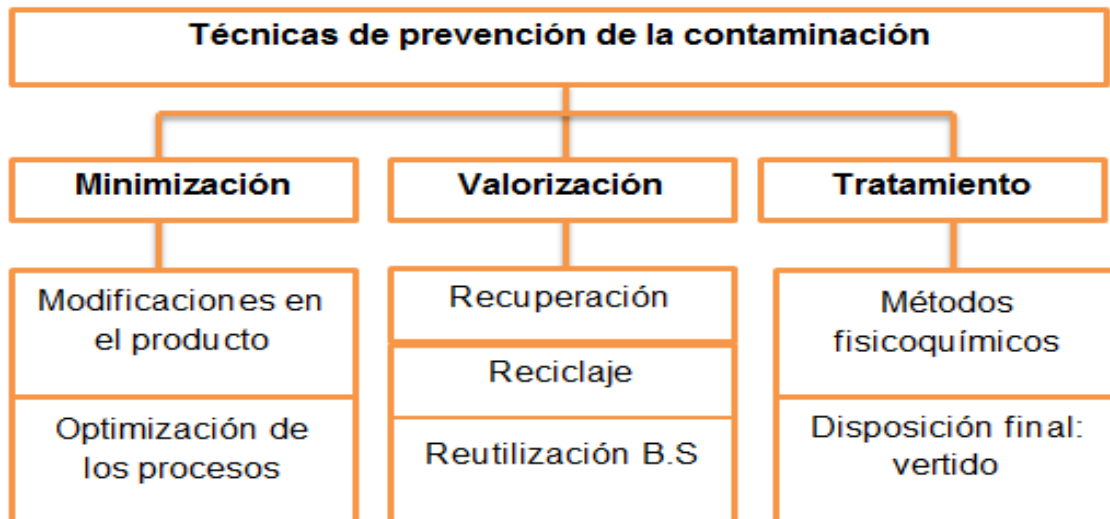 Técnicas de prevención de la contaminación
Minimización
Valorización
Tratamiento
Modificaciones en
el producto
Optimización de
los procesos
Recuperación
Reciclaje
Reutilización B.S
Métodos
fisicoquímicos
Disposición final:
vertido